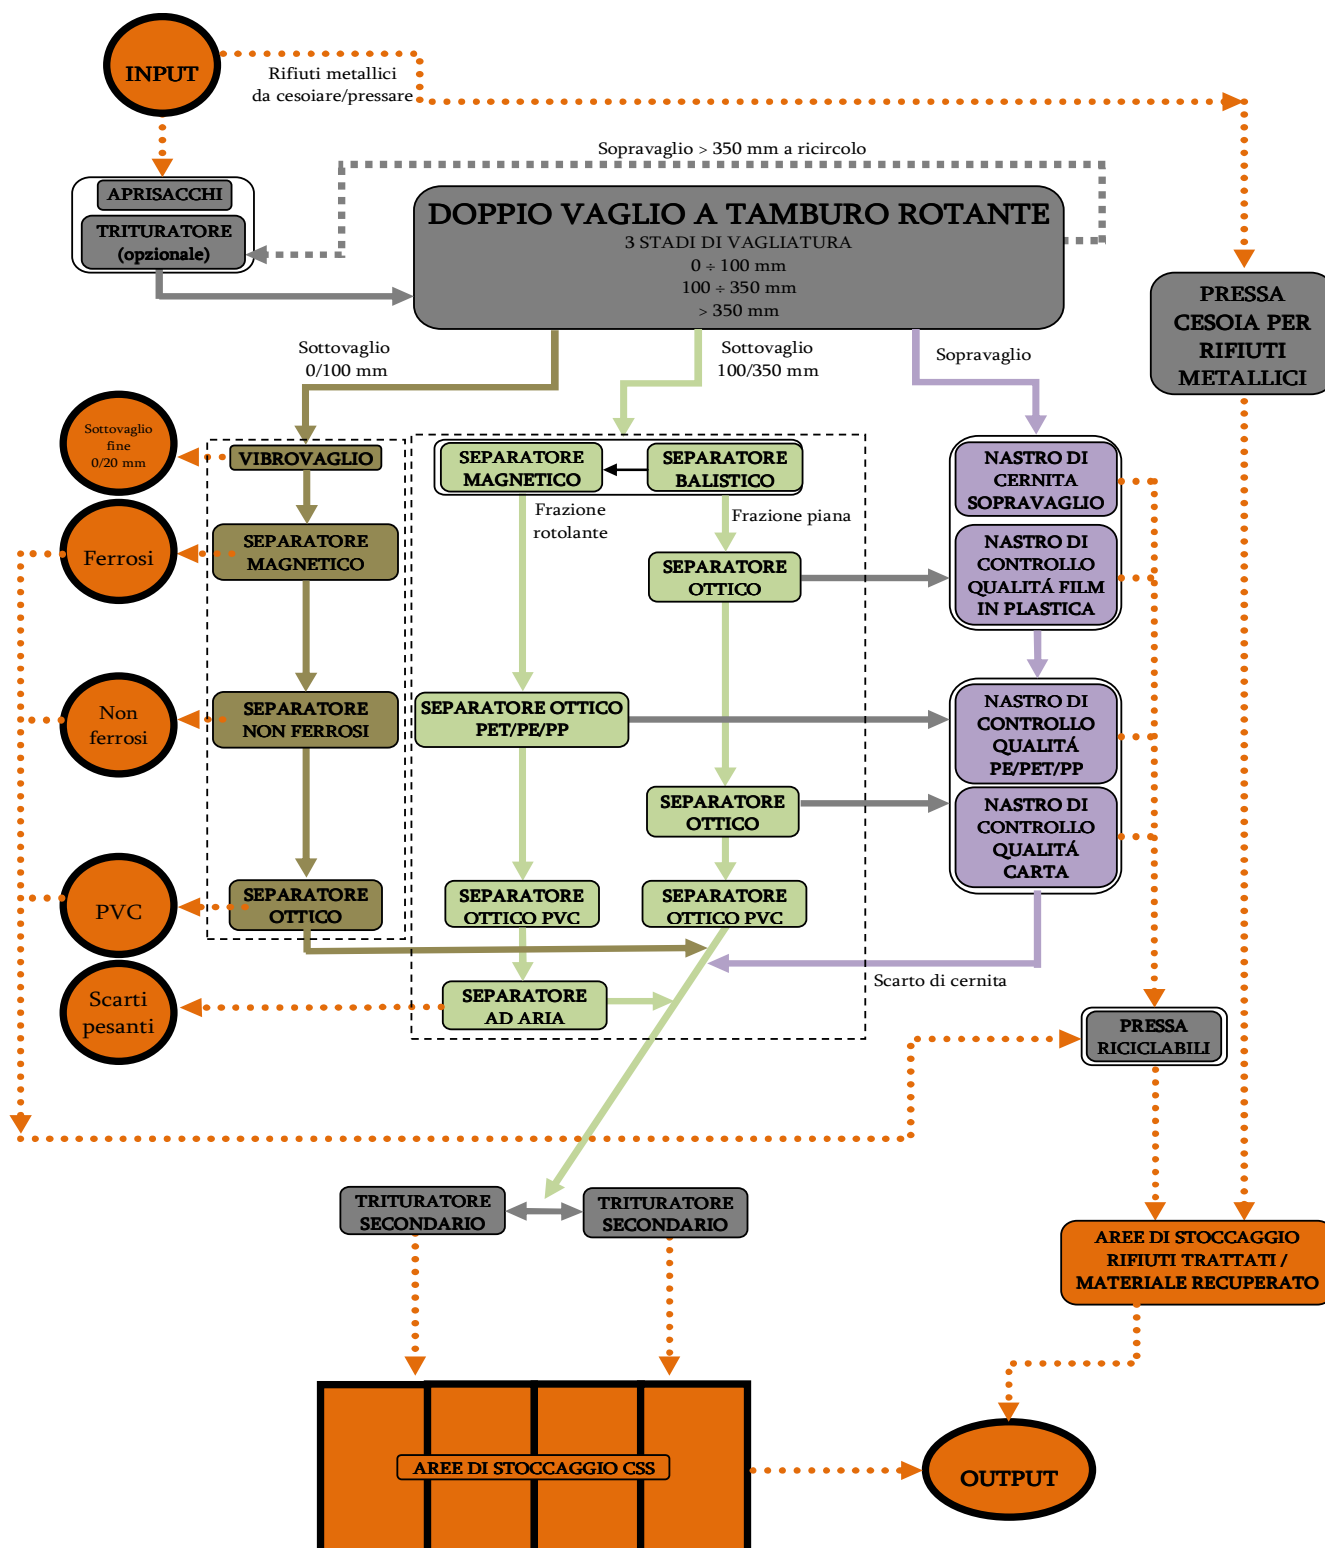 INPUT
Rifiuti metallici
da cesoiare/pressare
Sopravaglio > 350 mm a ricircolo
APRISACCHI
TRITURATORE
(opzionale)
DOPPIO VAGLIO A TAMBURO ROTANTE
3 STADI DI VAGLIATURA
0 ÷ 100 mm
100 ÷ 350 mm
> 350 mm
PRESSA
CESOIA PER
RIFIUTI
METALLICI
Sottovaglio
0/100 mm
Sottovaglio
100/350 mm
Sopravaglio
Sottovaglio
fine
0/20 mm
VIBROVAGLIO
SEPARATORE
MAGNETICO
SEPARATORE
BALISTICO
NASTRO DI
CERNITA
SOPRAVAGLIO
Frazione
rotolante
Frazione piana
Ferrosi
SEPARATORE
MAGNETICO
SEPARATORE
OTTICO
NASTRO DI
CONTROLLO
QUALITÁ FILM
IN PLASTICA
Non
ferrosi
SEPARATORE
NON FERROSI
SEPARATORE OTTICO
PET/PE/PP
NASTRO DI
CONTROLLO
QUALITÁ
PE/PET/PP
SEPARATORE
OTTICO
NASTRO DI
CONTROLLO
QUALITÁ
CARTA
PVC
SEPARATORE
OTTICO
SEPARATORE
OTTICO PVC
SEPARATORE
OTTICO PVC
Scarto di cernita
Scarti
pesanti
SEPARATORE
AD ARIA
PRESSA
RICICLABILI
TRITURATORE
SECONDARIO
TRITURATORE
SECONDARIO
AREE DI STOCCAGGIO
RIFIUTI TRATTATI /
MATERIALE RECUPERATO
AREE DI STOCCAGGIO CSS
OUTPUT